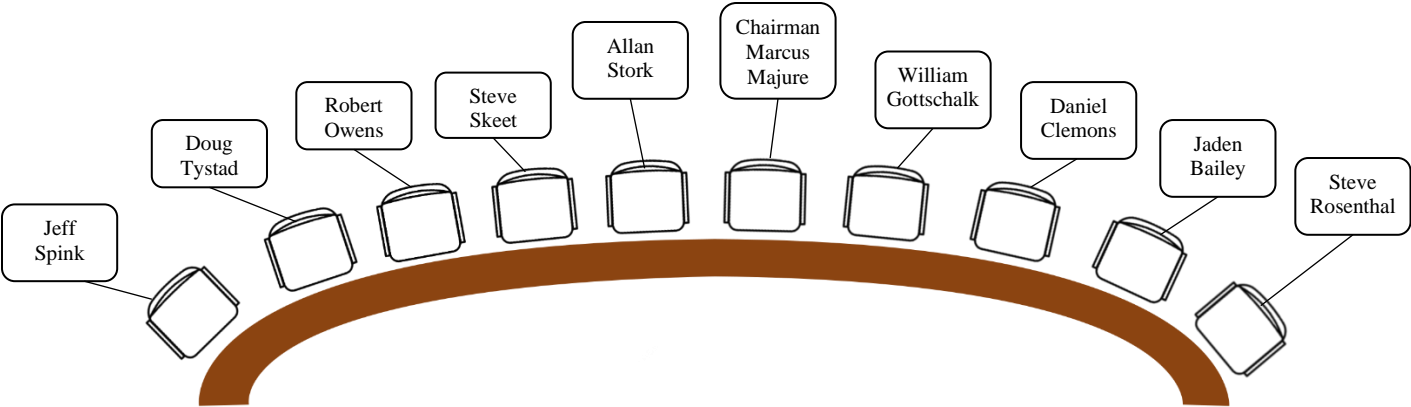 Jeff
Spink
Doug
Tystad
Robert
Owens
Steve
Skeet
Allan
Stork
Chairman
Marcus
Majure
William
Gottschalk
Daniel
Clemons
Jaden
Bailey
Steve
Rosenthal